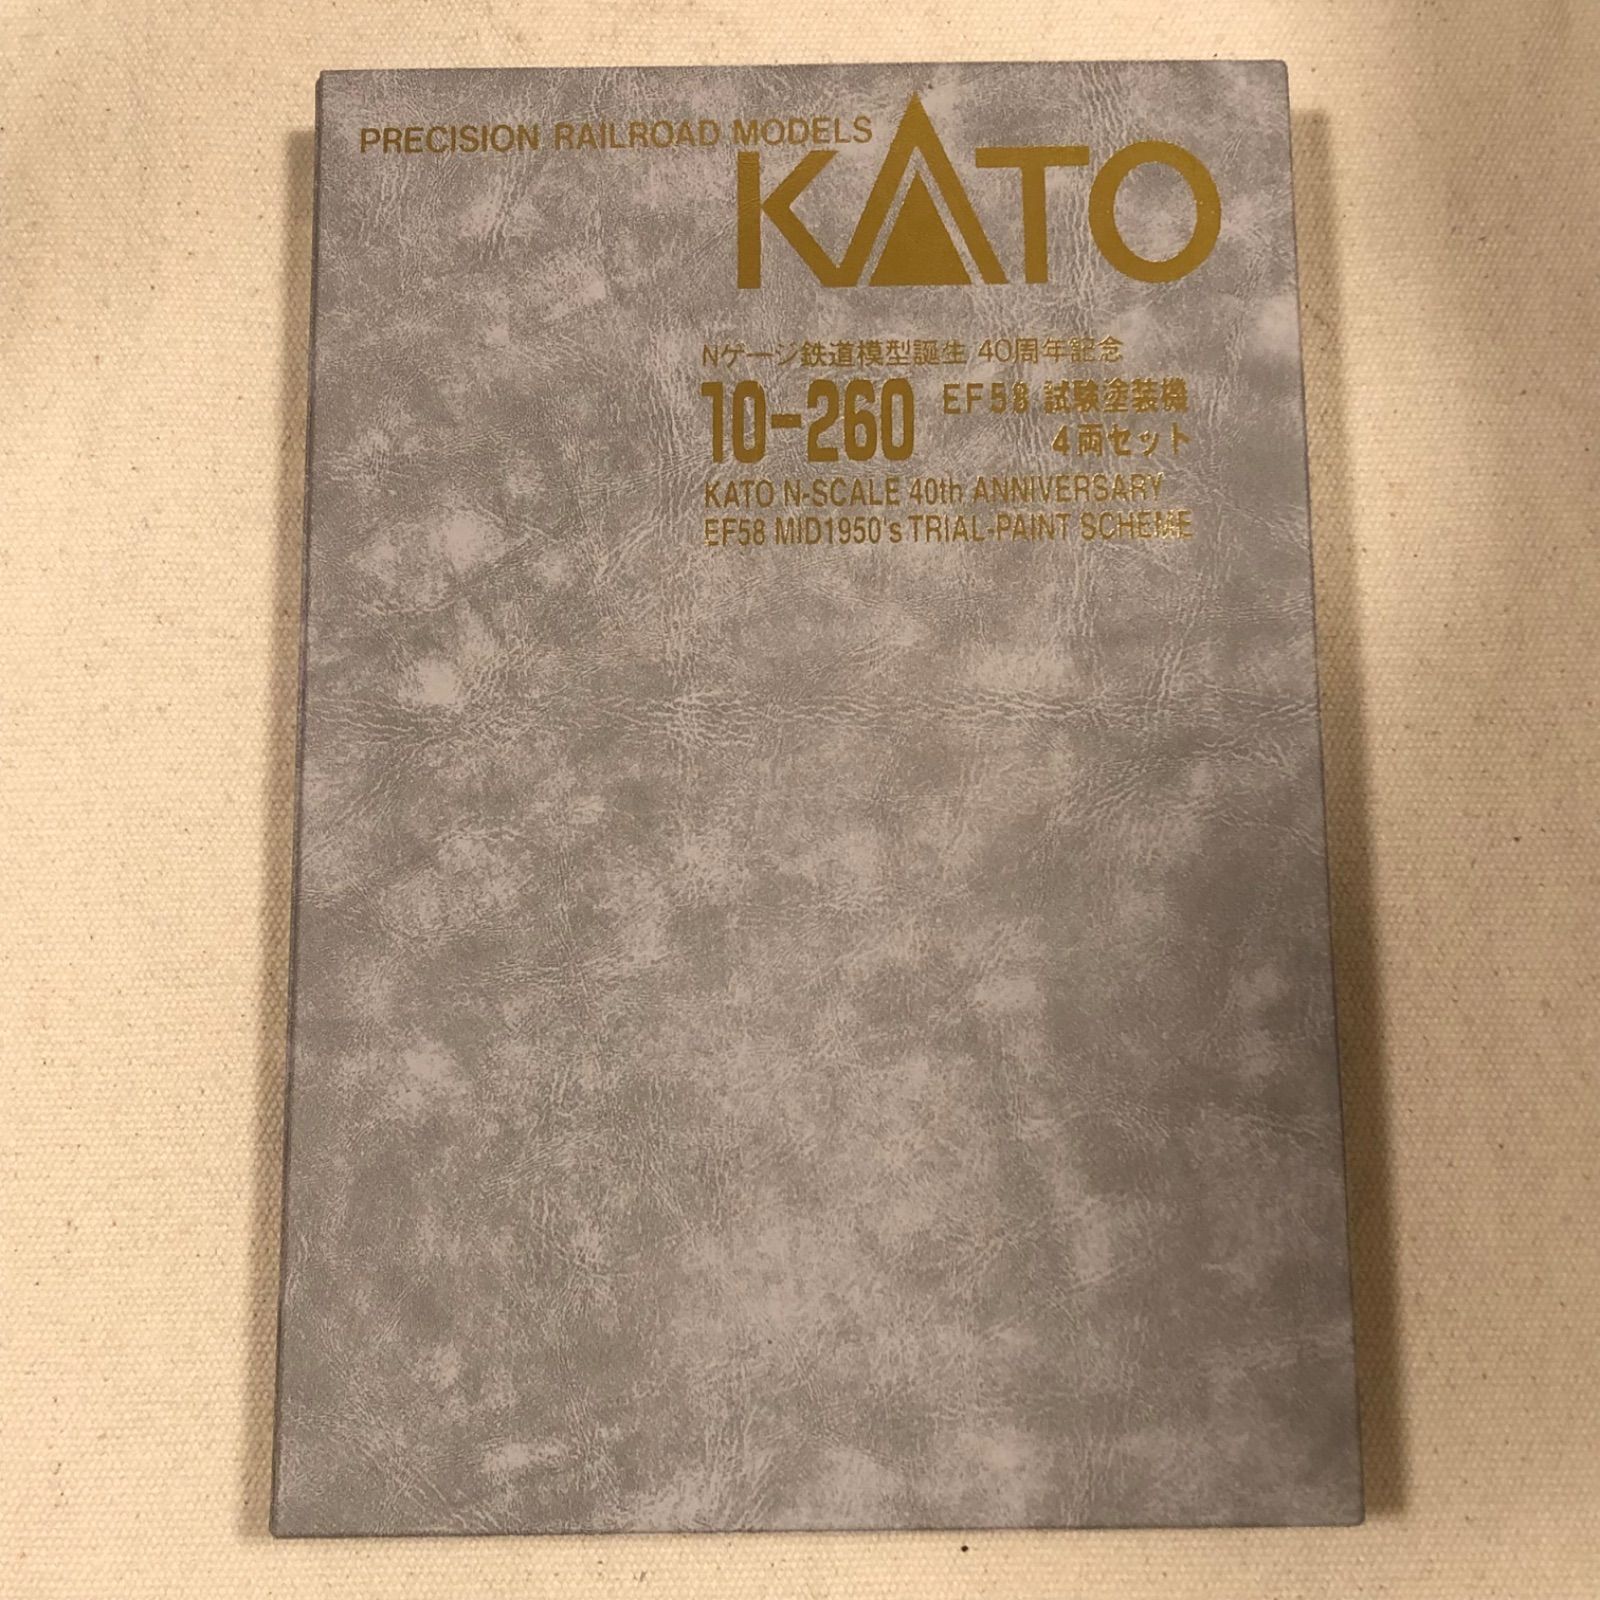 PRECISION RAILROAD MODELS
KATO
Nゲージ鉄道模型誕生 40周年記念
10-260 EF58 試験塗装機
4両セット
KATO N-SCALE 40th ANNIVERSARY
EF58 MID1950's TRIAL-PAINT SCHEME